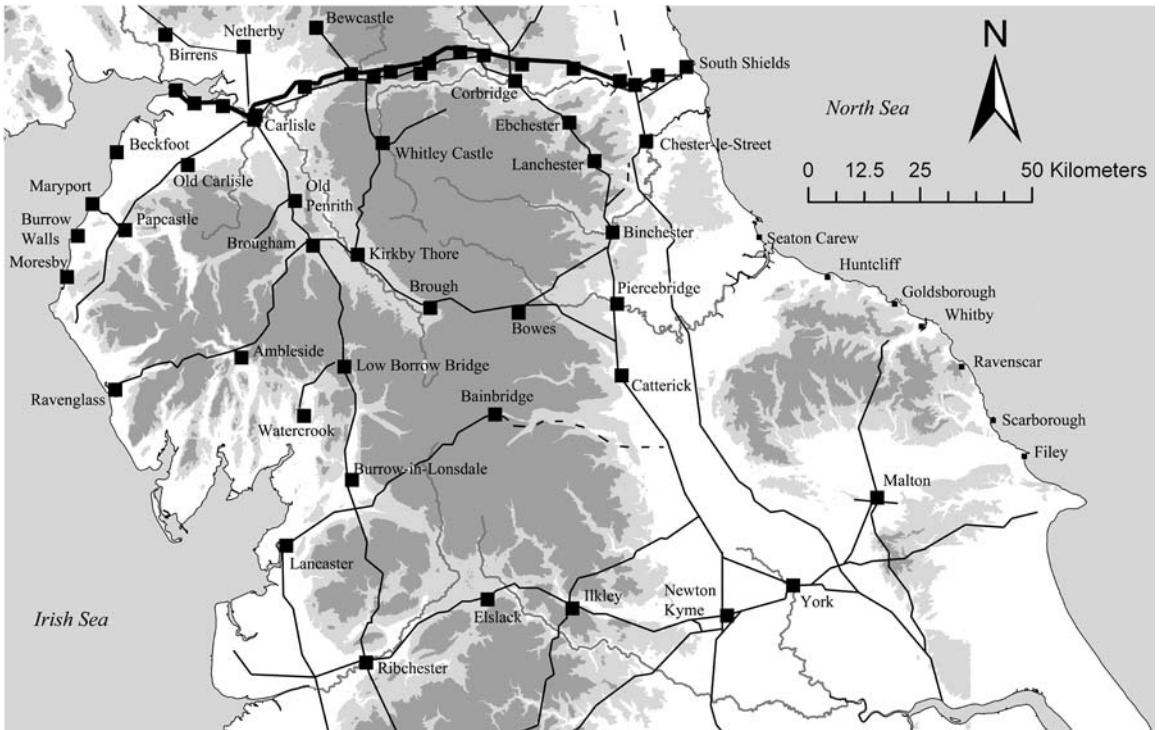 Bewcastle
Netherby
Birrens
N
South Shields
North Sea
Corbridge
Carlisle
Ebchester
Chester-le-Street
Beckfoot
Whitley Castle
Lanchester
Old Carlisle
0 12.5 25 50 Kilometers
Maryport
Old
Penrith
Papcastle
Burrow
Walls
Binchester
Seaton Carew
Brougham
Kirkby Thore
Moresby
Huntcliff
Brough
Piercebridge
Goldsborough
Bowes
Whitby
Ambleside
Low Borrow Bridge
Ravenscar
Catterick
Ravenglass
Bainbridge
Watercrook
Scarborough
Filey
Burrow-in-Lonsdale
Malton
Lancaster
Newton
Kyme
York
Ilkley
Elslack
Irish Sea
Ribchester